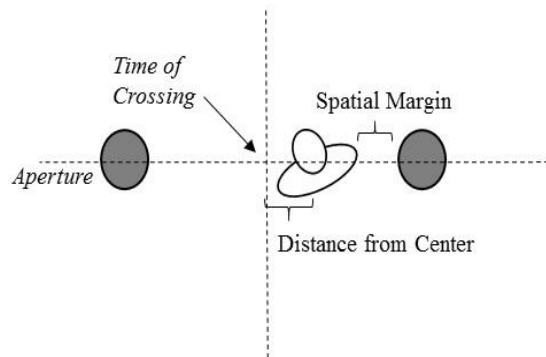 Time of
Crossing
Spatial Margin
Aperture
Distance from Center